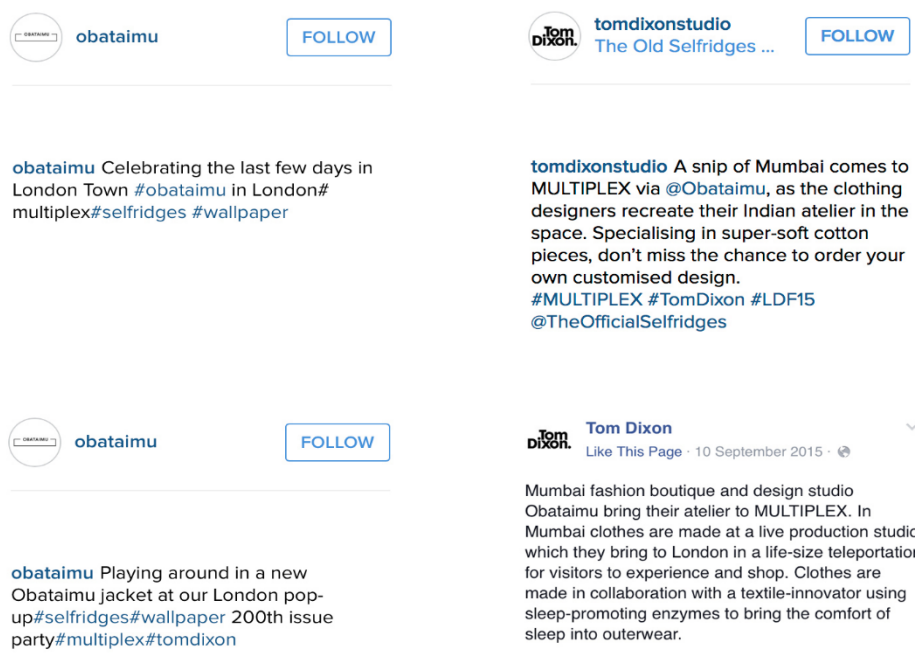 OBATAIMU
obataimu
FOLLOW
obataimu Celebrating the last few days in
London Town #obataimu in London#
multiplex#selfridges #wallpaper
Tom
Dixon.
tomdixonstudio
The Old Selfridges ...
FOLLOW
tomdixonstudio A snip of Mumbai comes to
MULTIPLEX via @Obataimu, as the clothing
designers recreate their Indian atelier in the
space. Specialising in super-soft cotton
pieces, don't miss the chance to order your
own customised design.
#MULTIPLEX #TomDixon #LDF15
@TheOfficialSelfridges
OBATAIMU
obataimu
FOLLOW
obataimu Playing around in a new
Obataimu jacket at our London pop-
up#selfridges#wallpaper 200th issue
party#multiplex#tomdixon
Tom
Dixon.
Tom Dixon
Like This Page · 10 September 2015 ·
Mumbai fashion boutique and design studio
Obataimu bring their atelier to MULTIPLEX. In
Mumbai clothes are made at a live production studio
which they bring to London in a life-size teleportation
for visitors to experience and shop. Clothes are
made in collaboration with a textile-innovator using
sleep-promoting enzymes to bring the comfort of
sleep into outerwear.